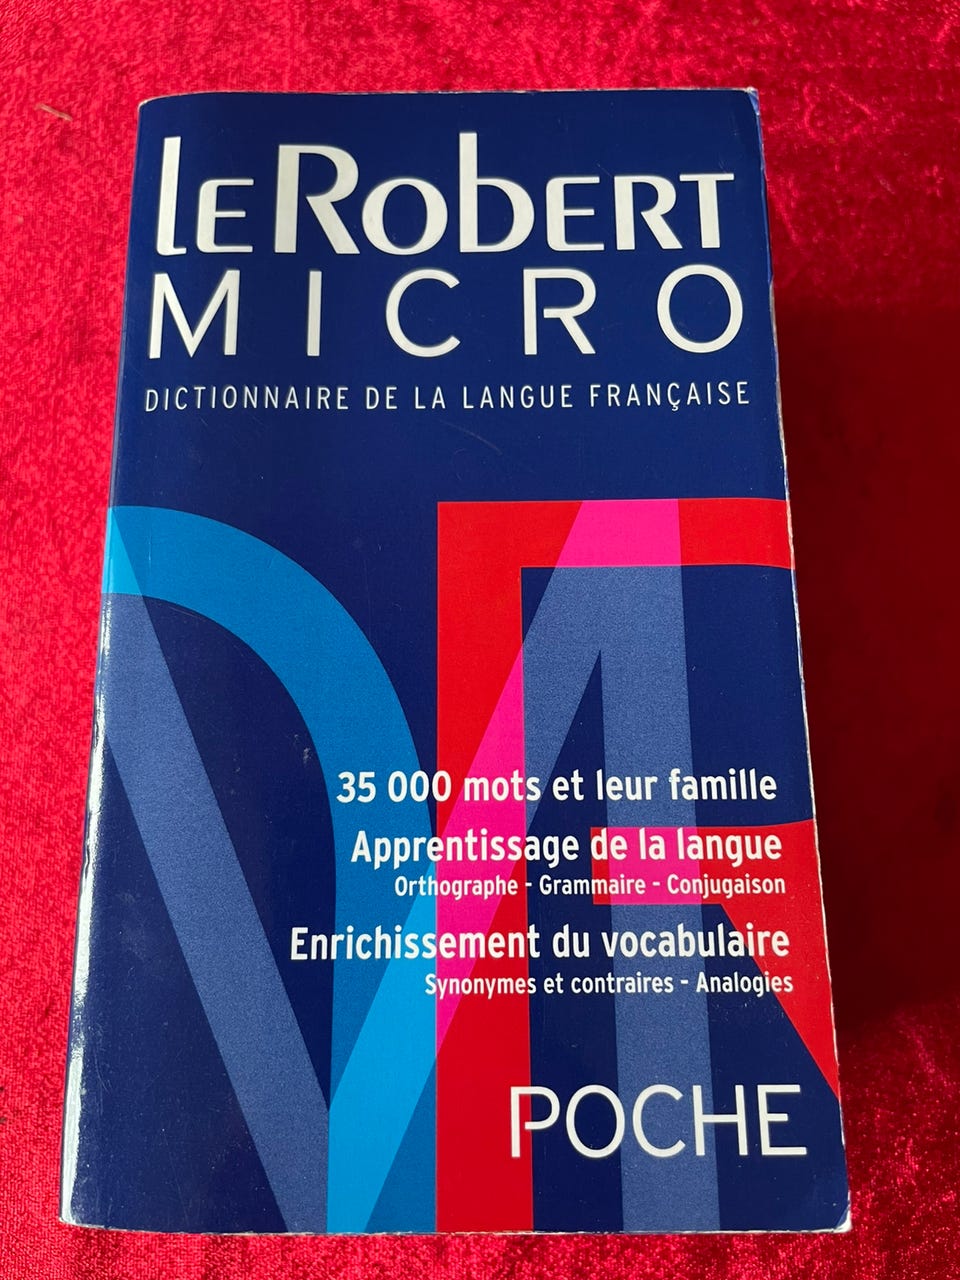 le Robert
MICRO
DICTIONNAIRE DE LA LANGUE FRANÇAISE
35 000 mots et leur famille
Apprentissage de la langue
Orthographe - Grammaire - Conjugaison
Enrichissement du vocabulaire
Synonymes et contraires - Analogies
POCHE